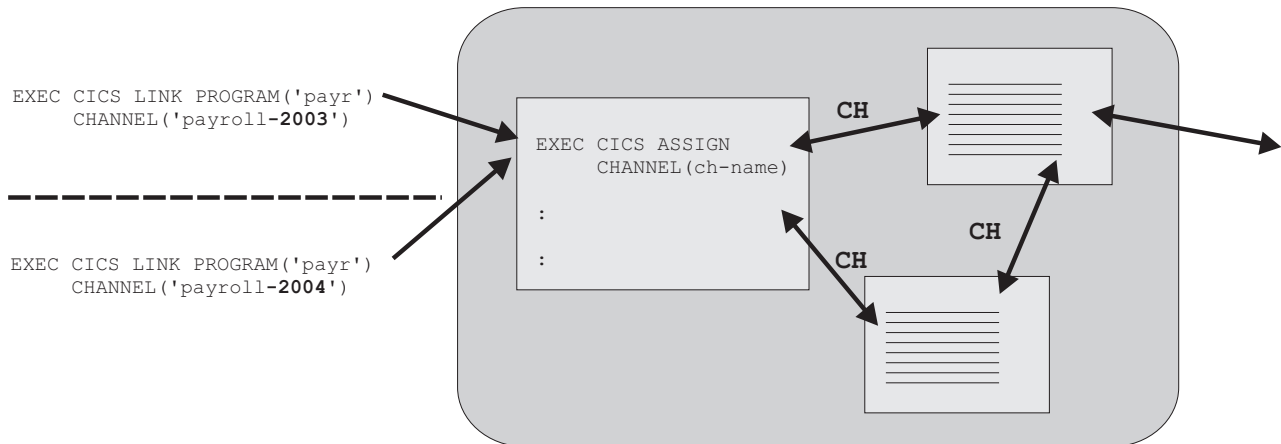 EXEC CICS LINK PROGRAM('payr')
CHANNEL('payroll-2003')
EXEC CICS LINK PROGRAM('payr')
CHANNEL('payroll-2004')
EXEC CICS ASSIGN
CHANNEL(ch-name)
:
:
CH
CH
CH